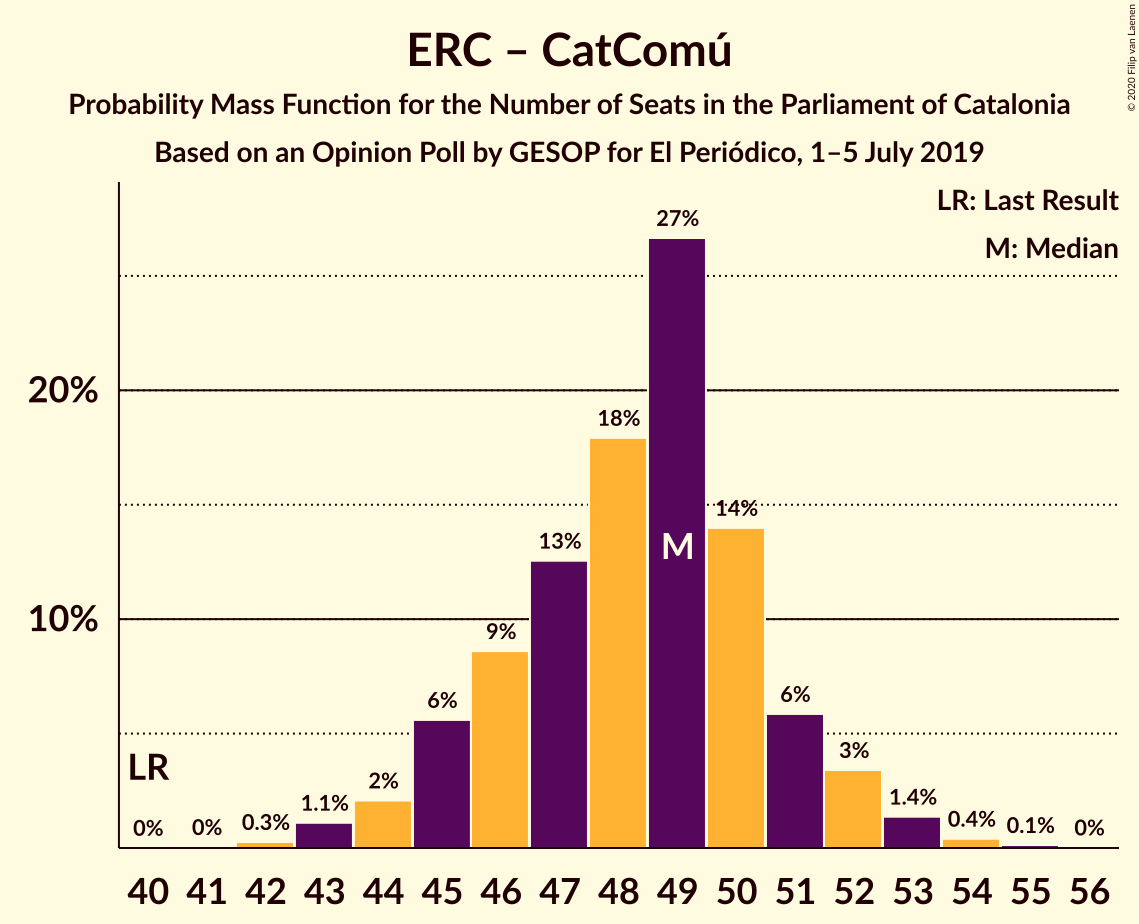 ERC – CatComú
Probability Mass Function for the Number of Seats in the Parliament of Catalonia
Based on an Opinion Poll by GESOP for El Periódico, 1–5 July 2019
© 2020 Filip van Laenen
LR: Last Result
M: Median
27%
20%
18%
14%
13%
M
10%
9%
6%
6%
3%
LR
2%
1.4%
1.1%
0.4%
0.3%
0.1%
0%
0%
0%
40 41 42 43 44 45 46 47 48 49 50 51 52 53 54 55 56